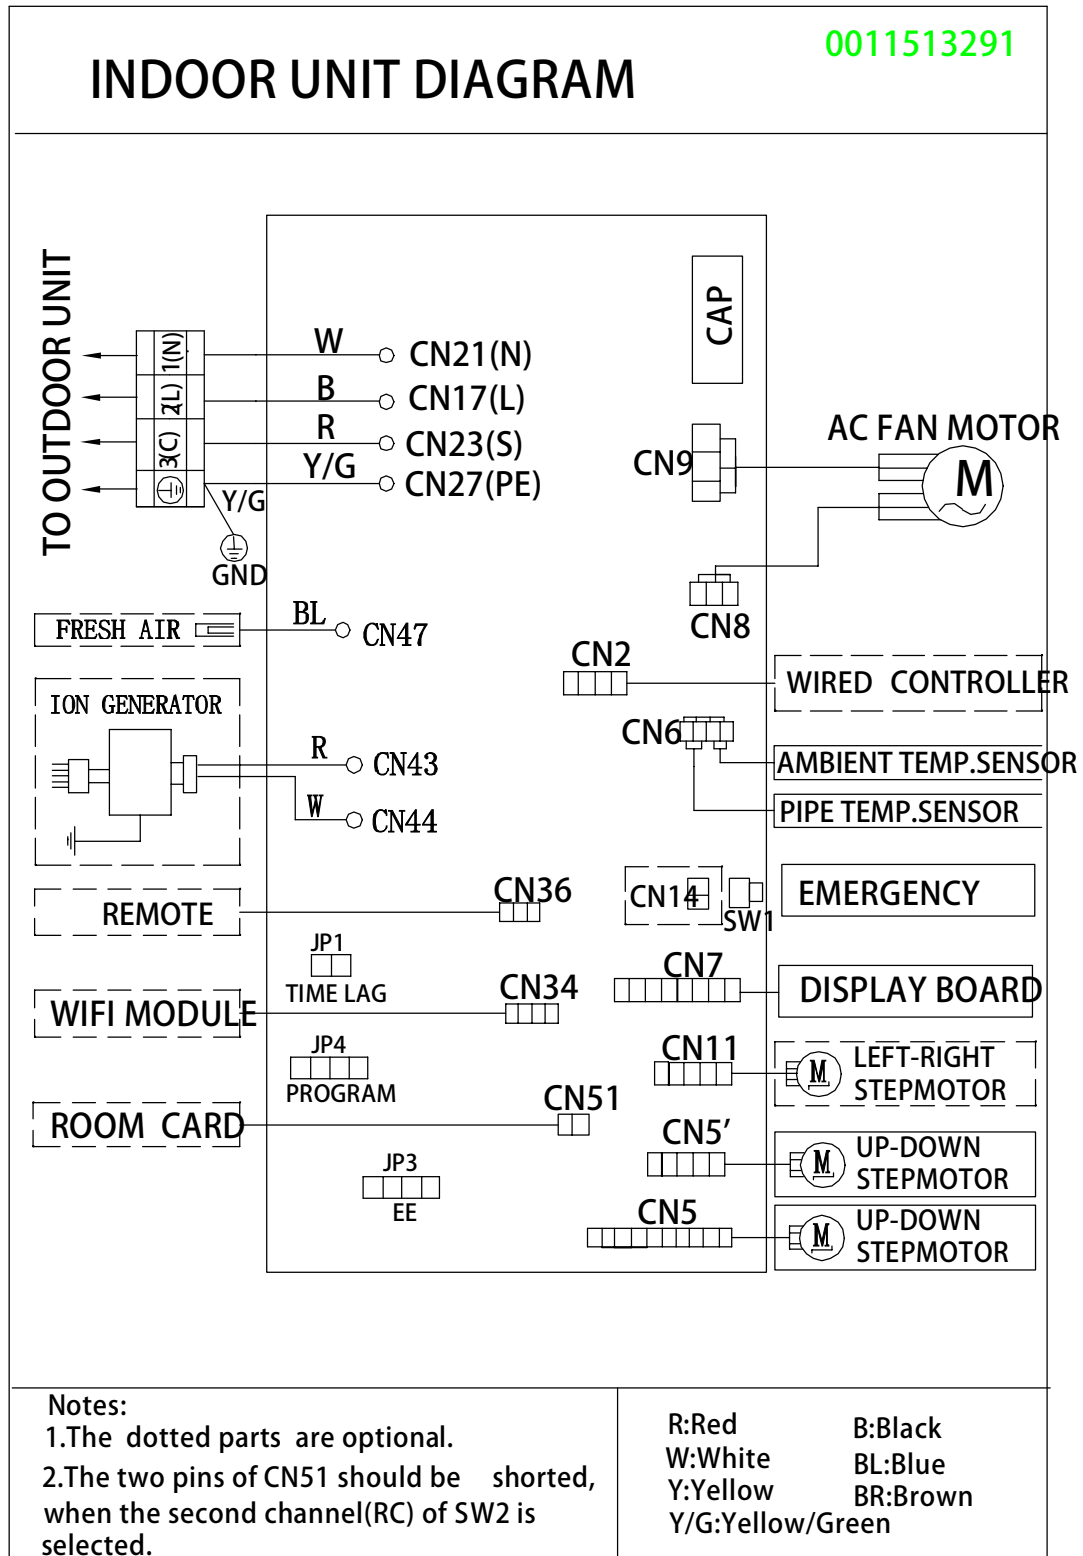 0011513291
INDOOR UNIT DIAGRAM
TO OUTDOOR UNIT
1(N)
2(L)
3(C)
W
CN21(N)
B
CN17(L)
R
CN23(S)
Y/G
CN27(PE)
Y/G
GND
CAP
CN9
AC FAN MOTOR
M
CN8
FRESH AIR
BL
CN47
CN2
WIRED CONTROLLER
ION GENERATOR
R
CN43
W
CN44
CN6
AMBIENT TEMP.SENSOR
PIPE TEMP.SENSOR
REMOTE
CN36
CN14
SW1
EMERGENCY
JP1
TIME LAG
CN7
DISPLAY BOARD
WIFI MODULE
CN34
JP4
PROGRAM
CN11
M
LEFT-RIGHT
STEPMOTOR
ROOM CARD
CN51
CN5'
M
UP-DOWN
STEPMOTOR
JP3
EE
CN5
M
UP-DOWN
STEPMOTOR
Notes:
1.The dotted parts are optional.
2.The two pins of CN51 should be shorted,
when the second channel(RC) of SW2 is
selected.
R:Red
B:Black
W:White
BL:Blue
Y:Yellow
BR:Brown
Y/G:Yellow/Green